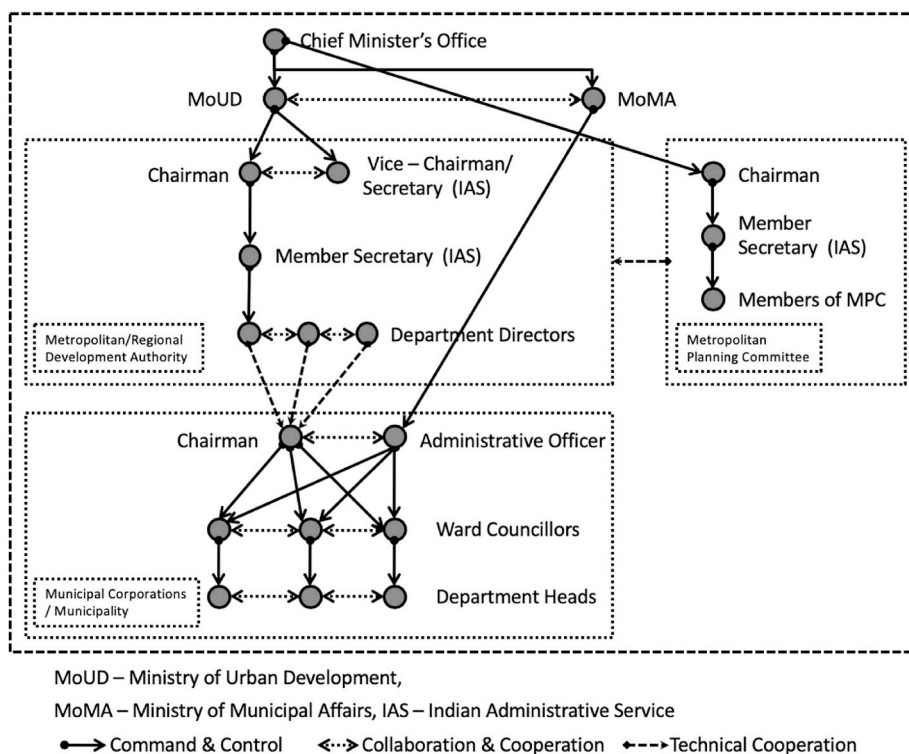 Chief Minister's Office
MoUD
MoMA
Chairman
Vice – Chairman/
Secretary (IAS)
Member Secretary (IAS)
Department Directors
Metropolitan/Regional
Development Authority
Chairman
Member
Secretary (IAS)
Members of MPC
Metropolitan
Planning Committee
Chairman
Administrative Officer
Ward Councillors
Department Heads
Municipal Corporations
/ Municipality
MoUD – Ministry of Urban Development,
MoMA – Ministry of Municipal Affairs, IAS – Indian Administrative Service
Command & Control
Collaboration & Cooperation
Technical Cooperation